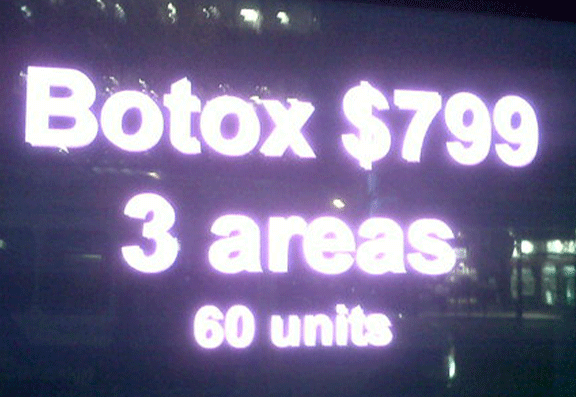 Botox $799
3 areas
60 units